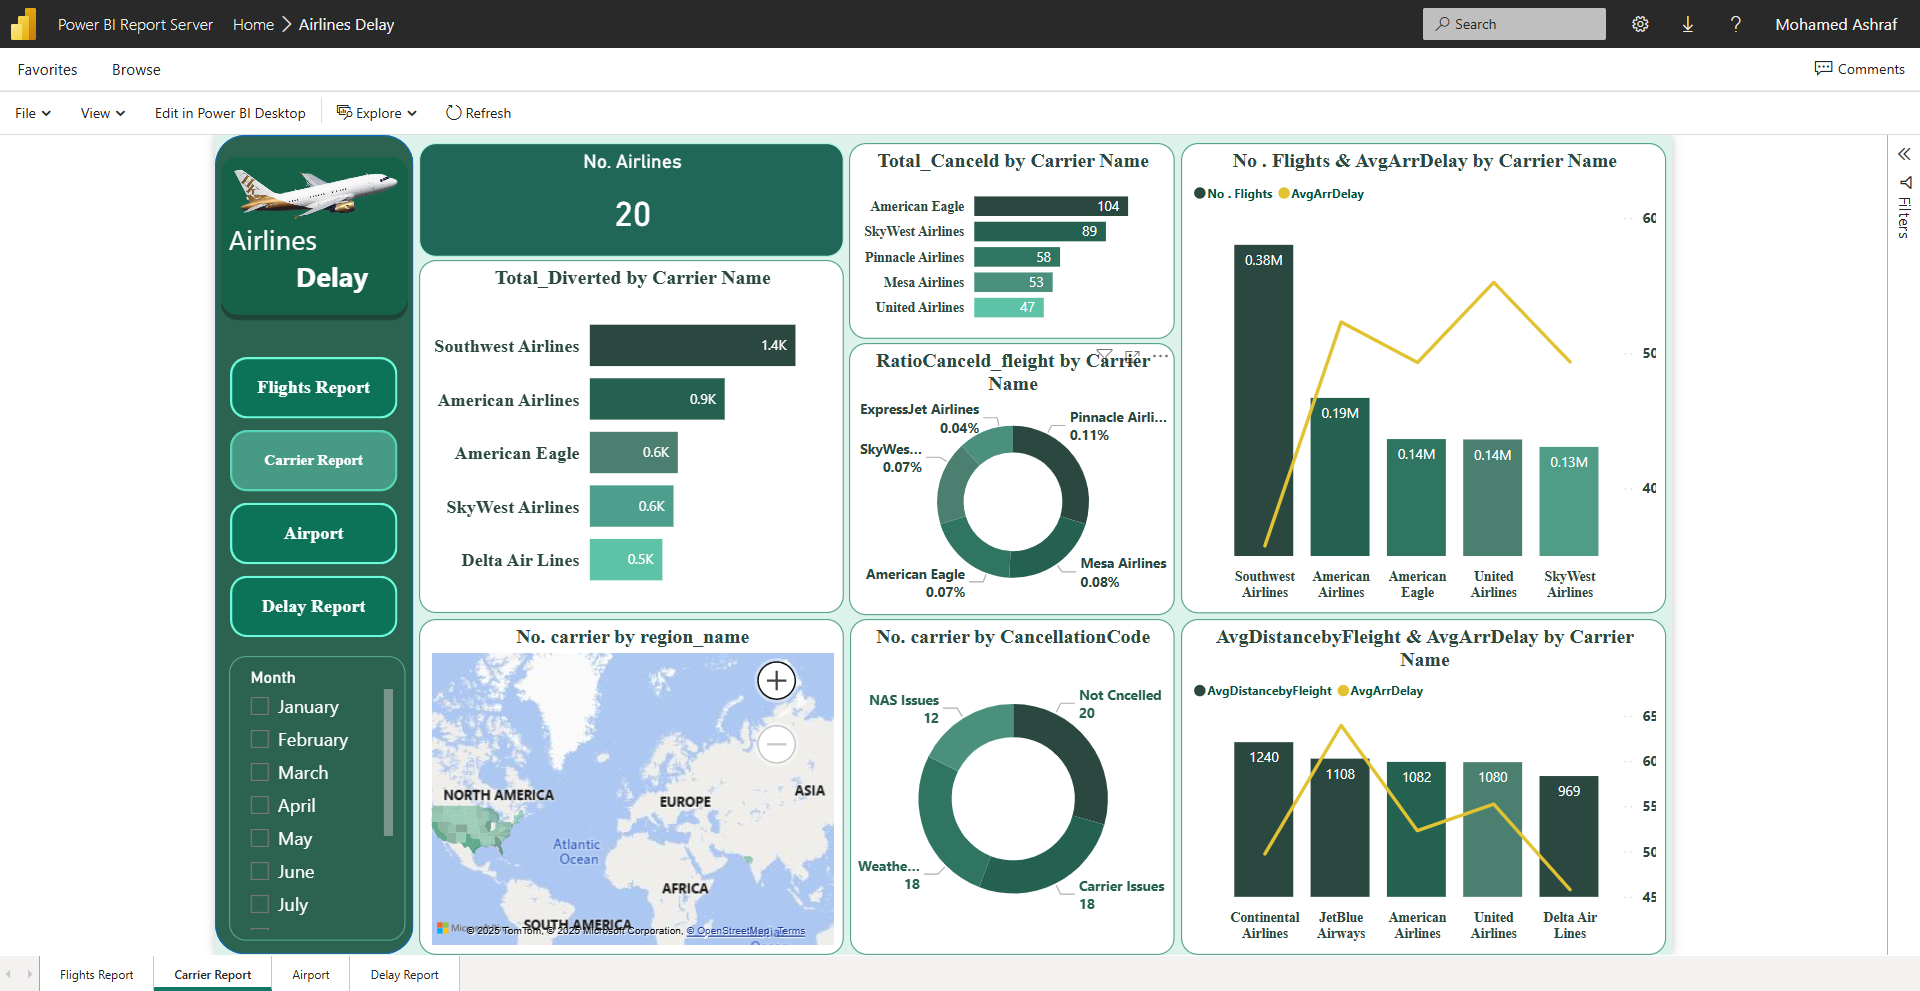 Power BI Report Server Home Airlines Delay
Search
Mohamed Ashraf
Favorites Browse
Comments
File View Edit in Power BI Desktop Explore Refresh
Filters
Airlines
Delay
Flights Report
Carrier Report
Airport
Delay Report
Month
January
February
March
April
May
June
July
No. Airlines
20
Total_Diverted by Carrier Name
Southwest Airlines 1.4K
American Airlines 0.9K
American Eagle 0.6K
SkyWest Airlines 0.6K
Delta Air Lines 0.5K
Total_Canceld by Carrier Name
American Eagle 104
SkyWest Airlines 89
Pinnacle Airlines 58
Mesa Airlines 53
United Airlines 47
RatioCanceld_fleight by Carrier
Name
ExpressJet Airlines
0.04%
Pinnacle Airli...
0.11%
SkyWes...
0.07%
American Eagle
0.07%
Mesa Airlines
0.08%
No . Flights & AvgArrDelay by Carrier Name
No . Flights AvgArrDelay
60
50
40
0.38M
0.19M
0.14M
0.14M
0.13M
Southwest
Airlines
American
Airlines
American
Eagle
United
Airlines
SkyWest
Airlines
No. carrier by region_name
NORTH AMERICA
EUROPE
ASIA
Atlantic
Ocean
AFRICA
SOUTH AMERICA
© 2025 TomTom, © 2025 Microsoft Corporation, © OpenStreetMap Terms
No. carrier by CancellationCode
NAS Issues
12
Not Cncelled
20
Weathe...
18
Carrier Issues
18
AvgDistancebyFleight & AvgArrDelay by Carrier
Name
AvgDistancebyFleight AvgArrDelay
65
60
55
50
45
1240
1108
1082
1080
969
Continental
Airlines
JetBlue
Airways
American
Airlines
United
Airlines
Delta Air
Lines
Flights Report Carrier Report Airport Delay Report